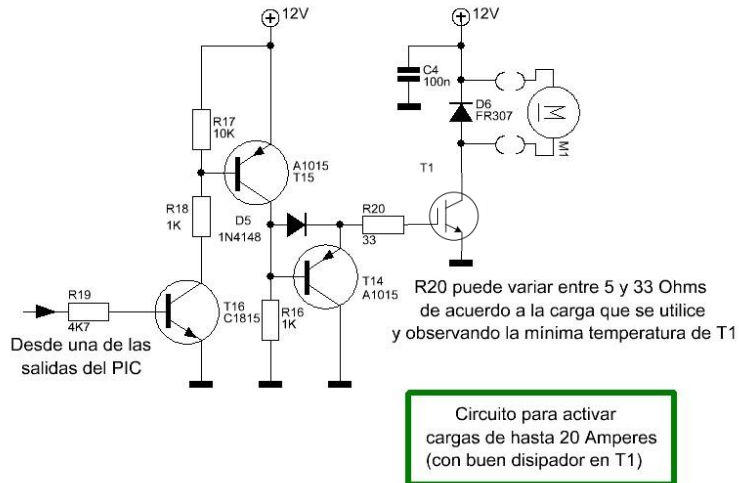 12V
12V
C4
100n
D6
FR307
M
M1
R17
10K
A1015
T15
T1
R18
1K
D5
1N4148
R20
33
R19
4K7
T16
C1815
R16
1K
T14
A1015
R20 puede variar entre 5 y 33 Ohms
de acuerdo a la carga que se utilice
y observando la mínima temperatura de T1
Desde una de las
salidas del PIC
Circuito para activar
cargas de hasta 20 Amperes
(con buen disipador en T1)